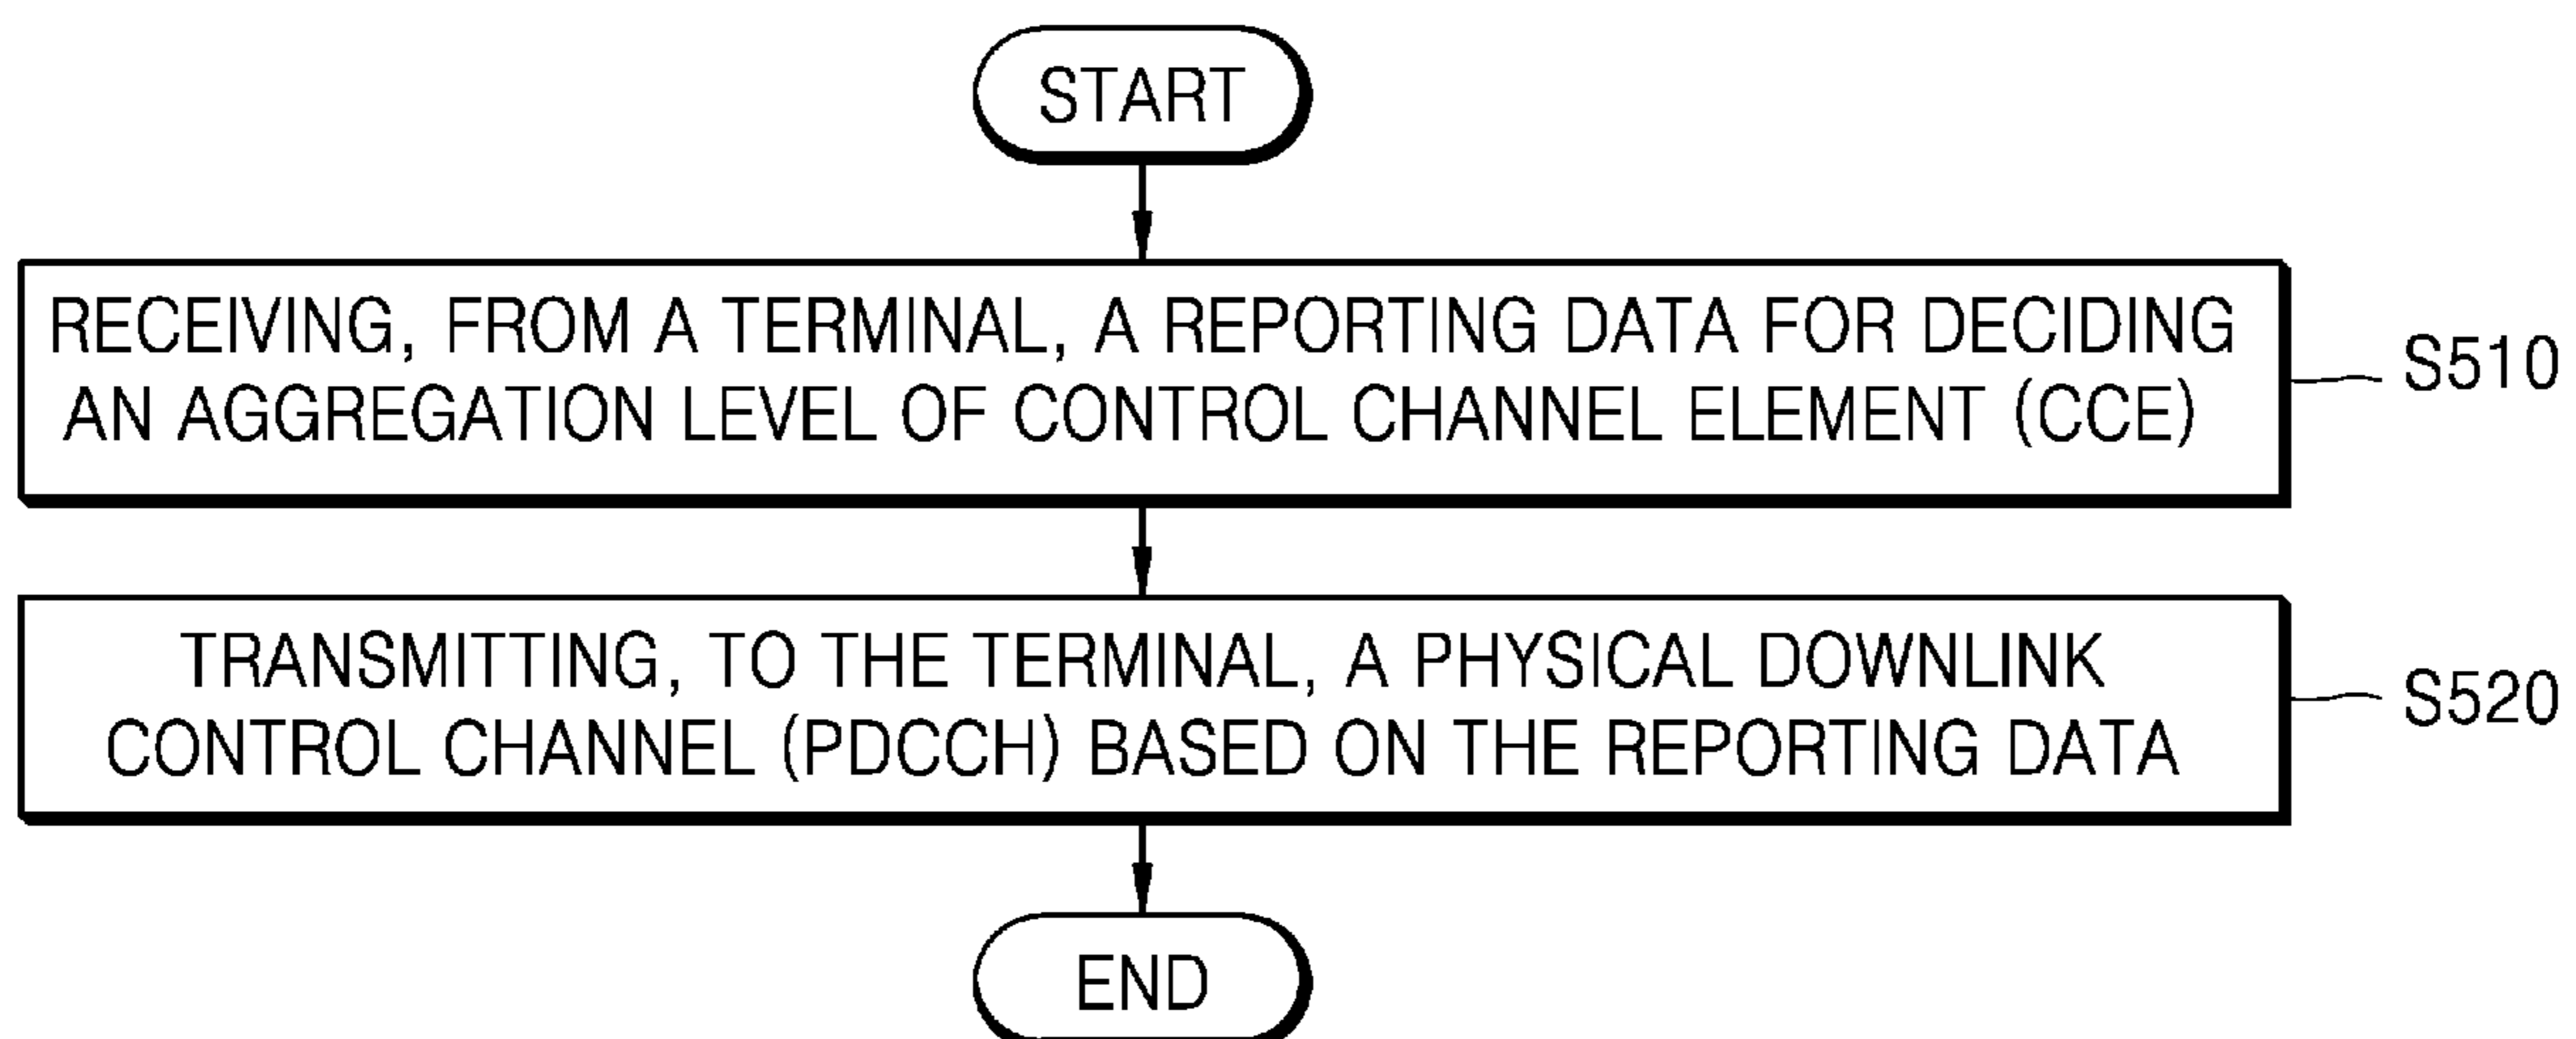 START
RECEIVING, FROM A TERMINAL, A REPORTING DATA FOR DECIDING
AN AGGREGATION LEVEL OF CONTROL CHANNEL ELEMENT (CCE)
S510
TRANSMITTING, TO THE TERMINAL, A PHYSICAL DOWNLINK
CONTROL CHANNEL (PDCCH) BASED ON THE REPORTING DATA
S520
END